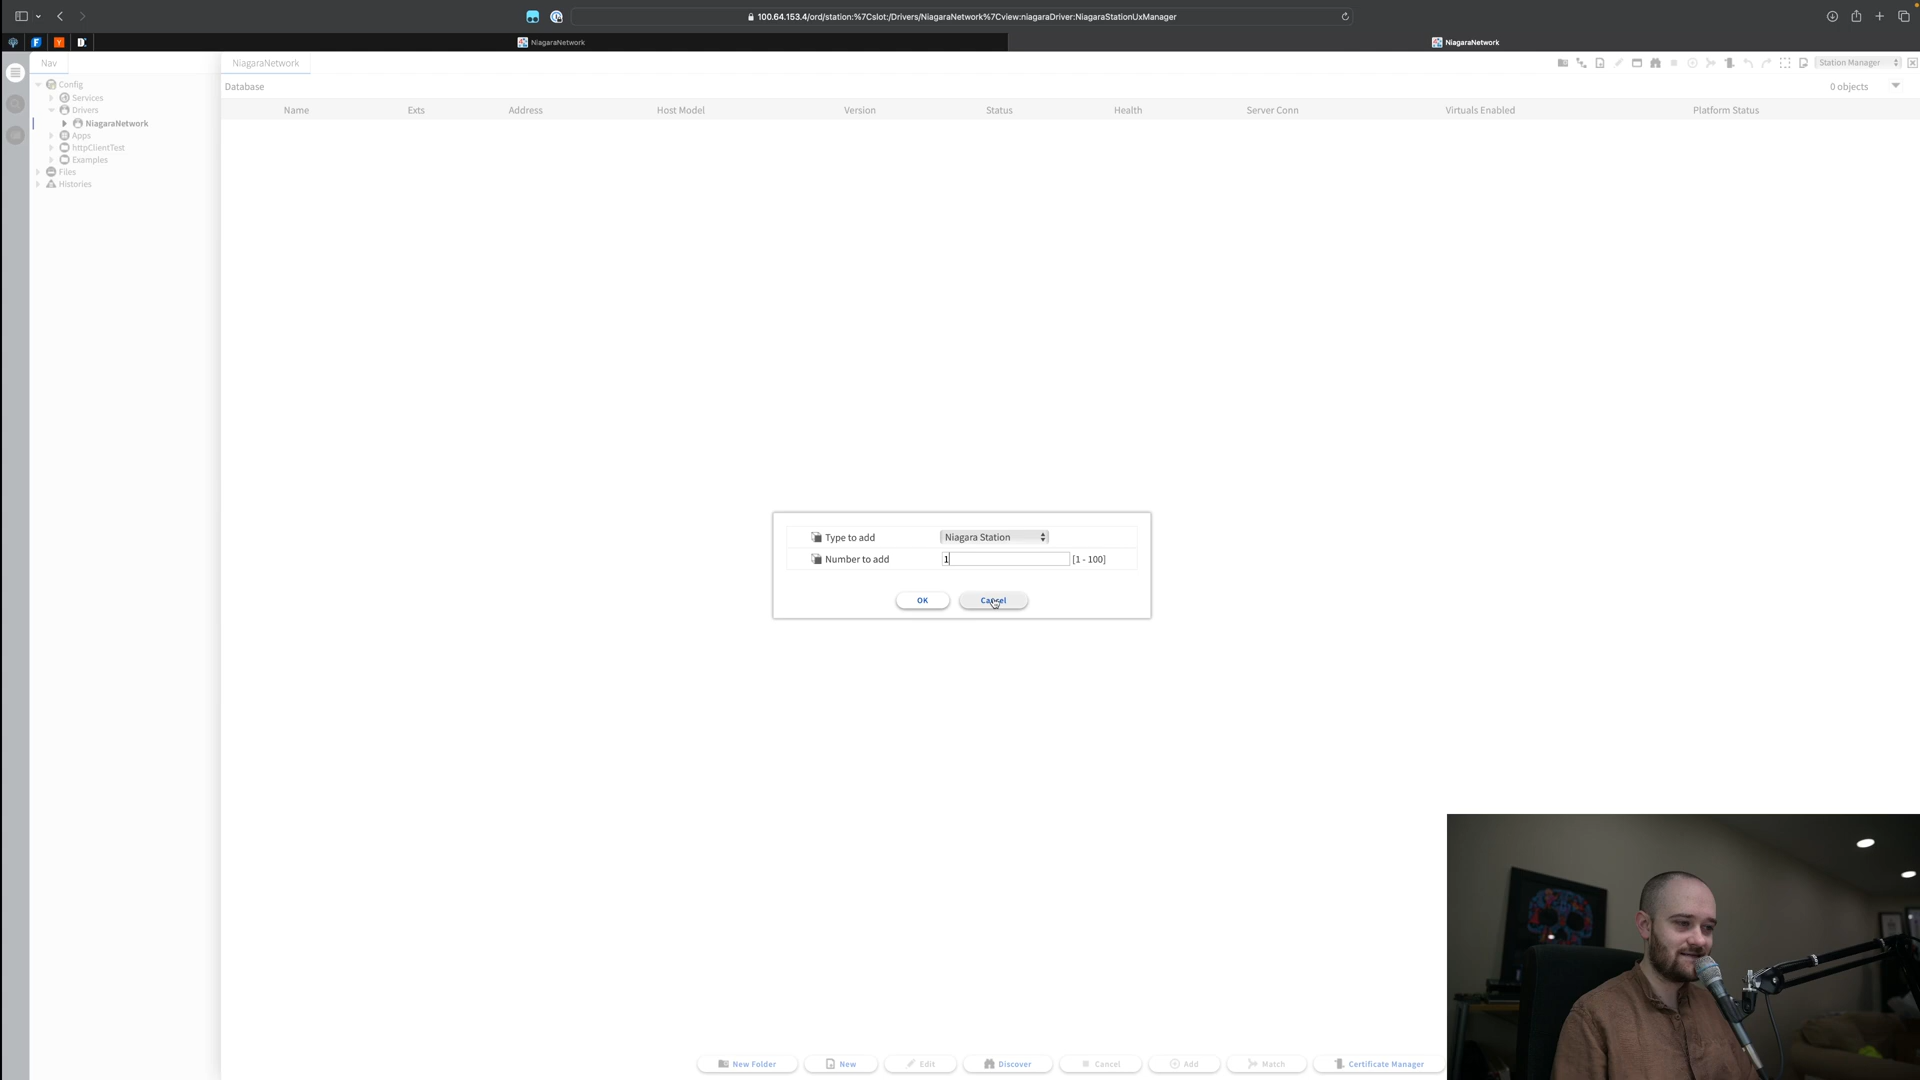 100.64.153.4/ord/station:%7Cslot:/Drivers/NiagaraNetwork%7Cview:niagaraDriver:NiagaraStationUxManager
F Y D: NiagaraNetwork NiagaraNetwork
Nav NiagaraNetwork Station Manager
Config
Services
Drivers
NiagaraNetwork
Apps
httpClientTest
Examples
Files
Histories
Database 0 objects
Name Exts Address Host Model Version Status Health Server Conn Virtuals Enabled Platform Status
Type to add Niagara Station
Number to add 1 [1 - 100]
OK Cancel
New Folder New Edit Discover Cancel Add Match Certificate Manager